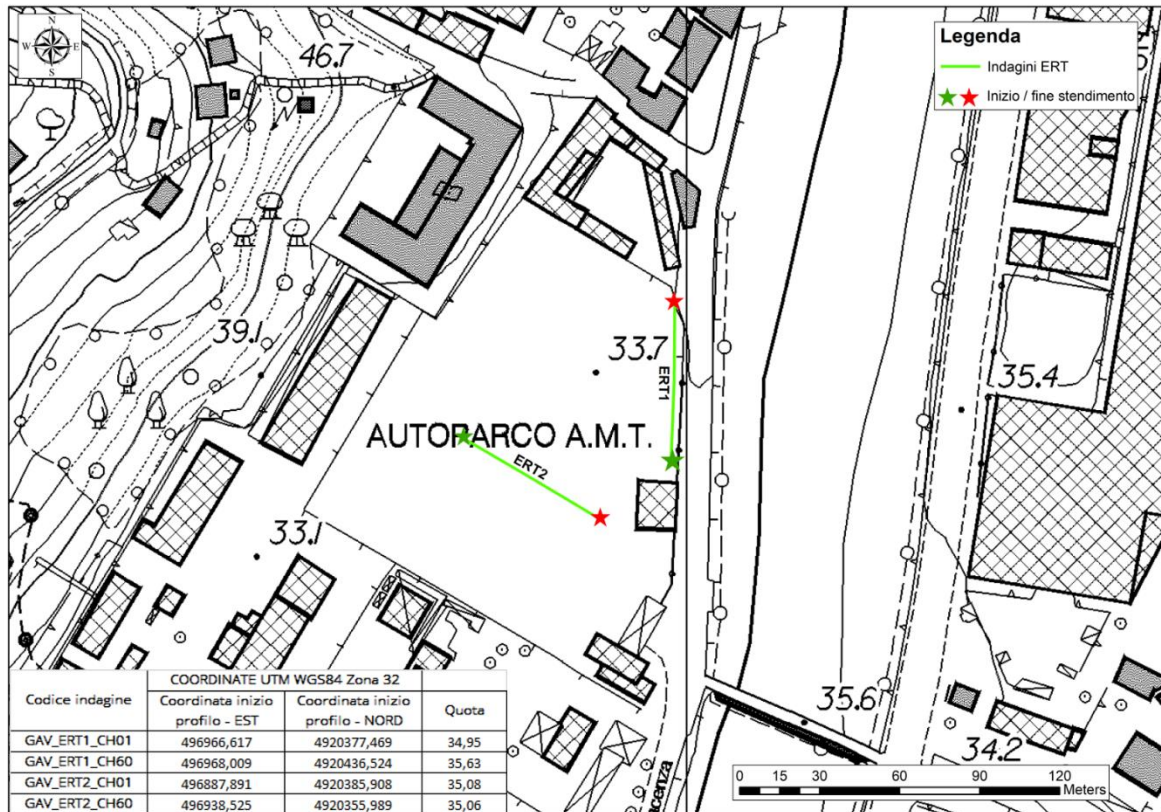 N
W E
S
46.7
Legenda
Indagini ERT
Inizio / fine stendimento
39.1
33.7
ERT1
35.4
AUTOPARCO A.M.T.
ERT2
33.1
35.6
34.2
COORDINATE UTM WGS84 Zona 32
Codice indagine Coordinata inizio profilo - EST Coordinata inizio profilo - NORD Quota
GAV_ERT1_CH01 496966,617 4920377,469 34,95
GAV_ERT1_CH60 496968,009 4920436,524 35,63
GAV_ERT2_CH01 496887,891 4920385,908 35,08
GAV_ERT2_CH60 496938,525 4920355,989 35,06
0 15 30 60 90 120
Meters